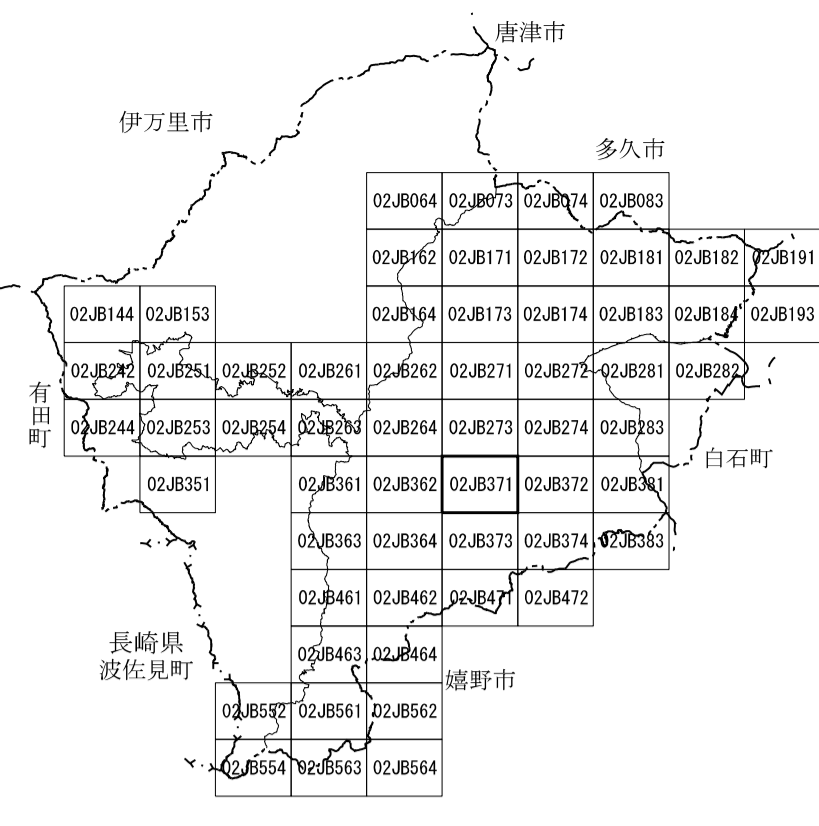 唐津市
伊万里市
多久市
02JB064 02JB073 02JB074 02JB083
02JB162 02JB171 02JB172 02JB181 02JB182 02JB191
02JB144 02JB153 02JB164 02JB173 02JB174 02JB183 02JB184 02JB193
02JB242 02JB251 02JB252 02JB261 02JB262 02JB271 02JB272 02JB281 02JB282
有田町
02JB244 02JB253 02JB254 02JB263 02JB264 02JB273 02JB274 02JB283
白石町
02JB351 02JB361 02JB362 02JB371 02JB372 02JB381
02JB363 02JB364 02JB373 02JB374 02JB383
02JB461 02JB462 02JB471 02JB472
長崎県
波佐見町
02JB463 02JB464
嬉野市
02JB552 02JB561 02JB562
02JB554 02JB563 02JB564